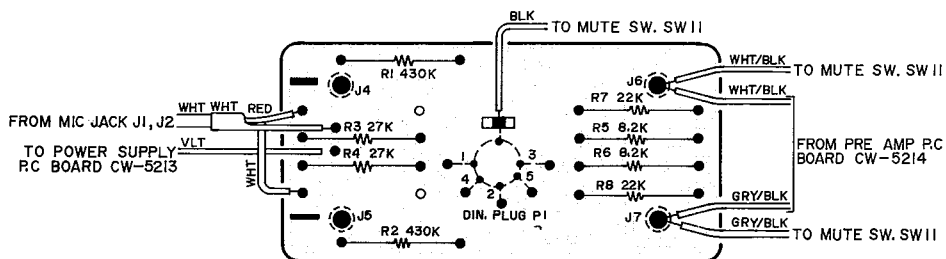 BLK
TO MUTE SW. SW11
R1 430K
J4
J6
WHT/BLK
TO MUTE SW. SW11
WHT/BLK
WHT WHT RED
FROM MIC JACK J1, J2
R7 22K
R3 27K
R5 8.2K
VLT
TO POWER SUPPLY
P.C BOARD CW-5213
R4 27K
R6 8.2K
FROM PRE AMP P.C
BOARD CW-5214
WHT
1
3
4
5
2
R8 22K
DIN. PLUG P1
J5
J7
GRY/BLK
GRY/BLK
TO MUTE SW. SW11
R2 430K